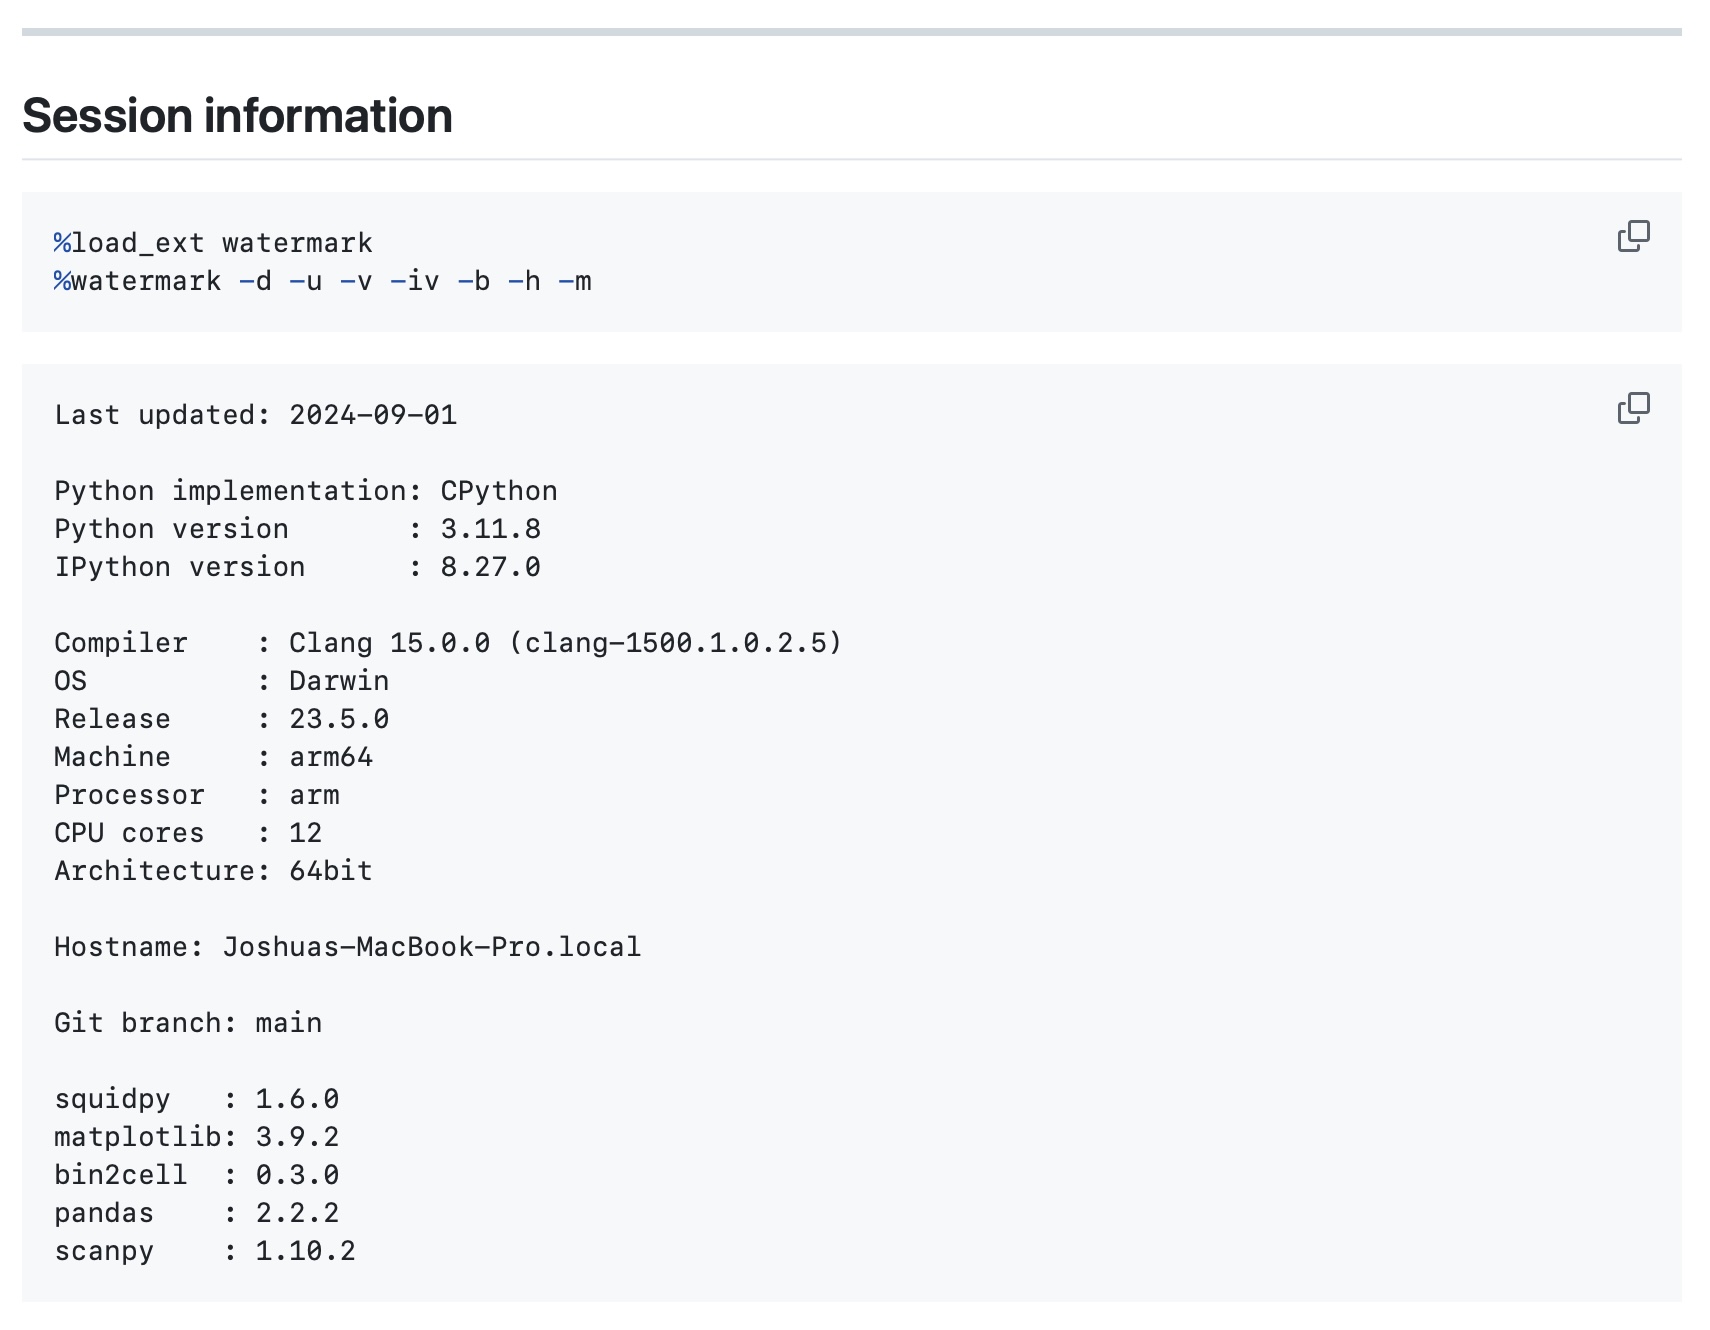 Session information
%load_ext watermark
%watermark -d -u -v -iv -b -h -m
Last updated: 2024-09-01
Python implementation: CPython
Python version       : 3.11.8
IPython version      : 8.27.0
Compiler    : Clang 15.0.0 (clang-1500.1.0.2.5)
OS          : Darwin
Release     : 23.5.0
Machine     : arm64
Processor   : arm
CPU cores   : 12
Architecture: 64bit
Hostname: Joshuas-MacBook-Pro.local
Git branch: main
squidpy   : 1.6.0
matplotlib: 3.9.2
bin2cell  : 0.3.0
pandas    : 2.2.2
scanpy    : 1.10.2